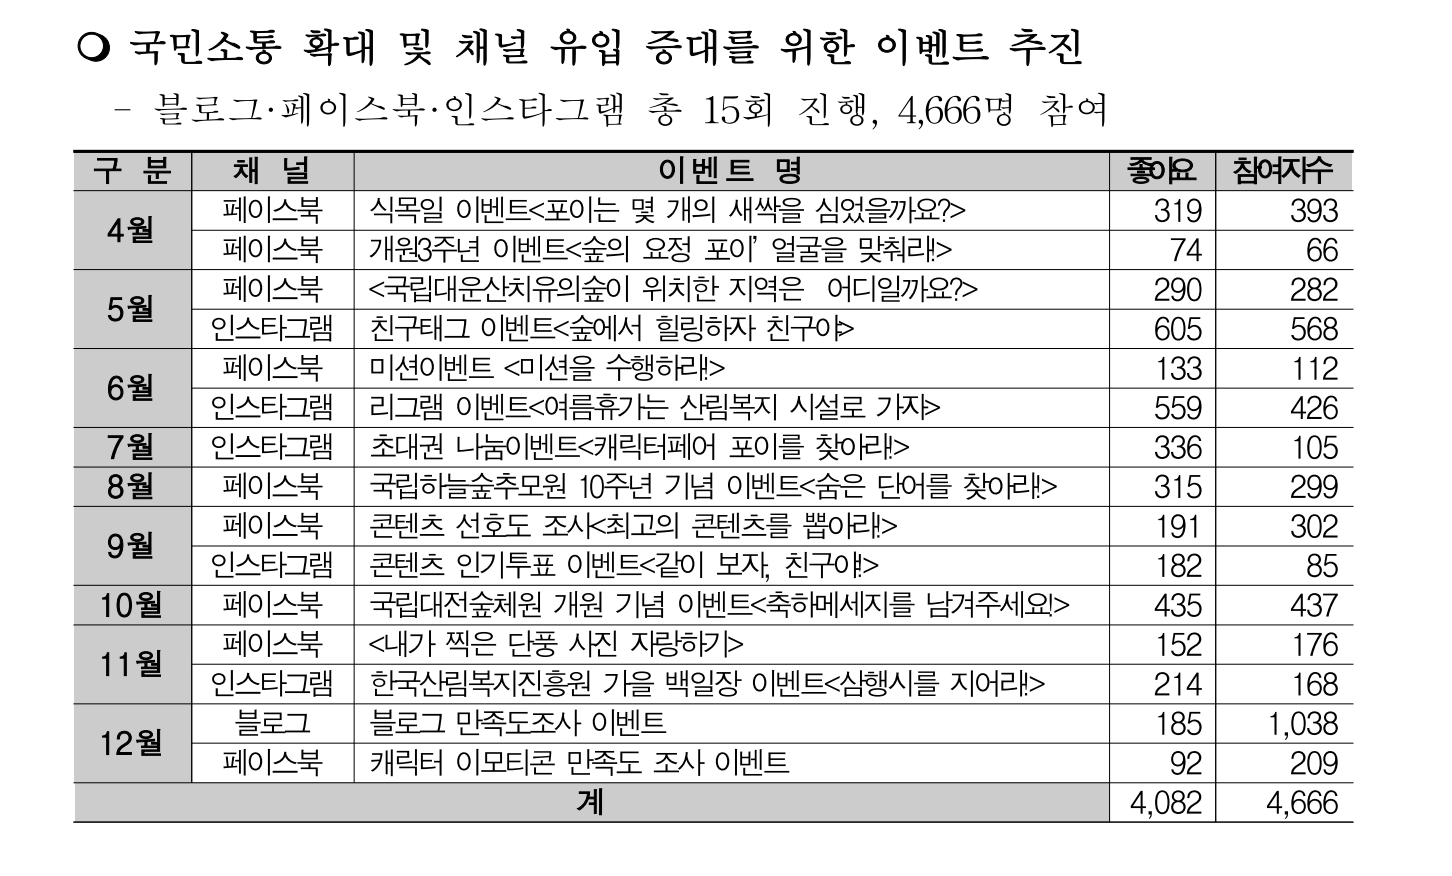 ❍ 국민소통 확대 및 채널 유입 증대를 위한 이벤트 추진
- 블로그·페이스북·인스타그램 총 15회 진행, 4,666명 참여
구 분 채 널 이벤트 명 좋아요 참여자수
4월 페이스북 식목일 이벤트<포이는 몇 개의 새싹을 심었을까요?> 319 393
페이스북 개원3주년 이벤트<숲의 요정 포이’ 얼굴을 맞춰라!> 74 66
5월 페이스북 <국립대운산치유의숲이 위치한 지역은 어디일까요?> 290 282
인스타그램 친구태그 이벤트<숲에서 힐링하자 친구야> 605 568
6월 페이스북 미션이벤트 <미션을 수행하라!> 133 112
인스타그램 리그램 이벤트<여름휴가는 산림복지 시설로 가자> 559 426
7월 인스타그램 초대권 나눔이벤트<캐릭터페어 포이를 찾아라!> 336 105
8월 페이스북 국립하늘숲추모원 10주년 기념 이벤트<숨은 단어를 찾아라!> 315 299
9월 페이스북 콘텐츠 선호도 조사<최고의 콘텐츠를 뽑아라!> 191 302
인스타그램 콘텐츠 인기투표 이벤트<같이 보자, 친구야!> 182 85
10월 페이스북 국립대전숲체원 개원 기념 이벤트<축하메세지를 남겨주세요!> 435 437
11월 페이스북 <내가 찍은 단풍 사진 자랑하기> 152 176
인스타그램 한국산림복지진흥원 가을 백일장 이벤트<삼행시를 지어라!> 214 168
12월 블로그 블로그 만족도조사 이벤트 185 1,038
페이스북 캐릭터 이모티콘 만족도 조사 이벤트 92 209
계 4,082 4,666